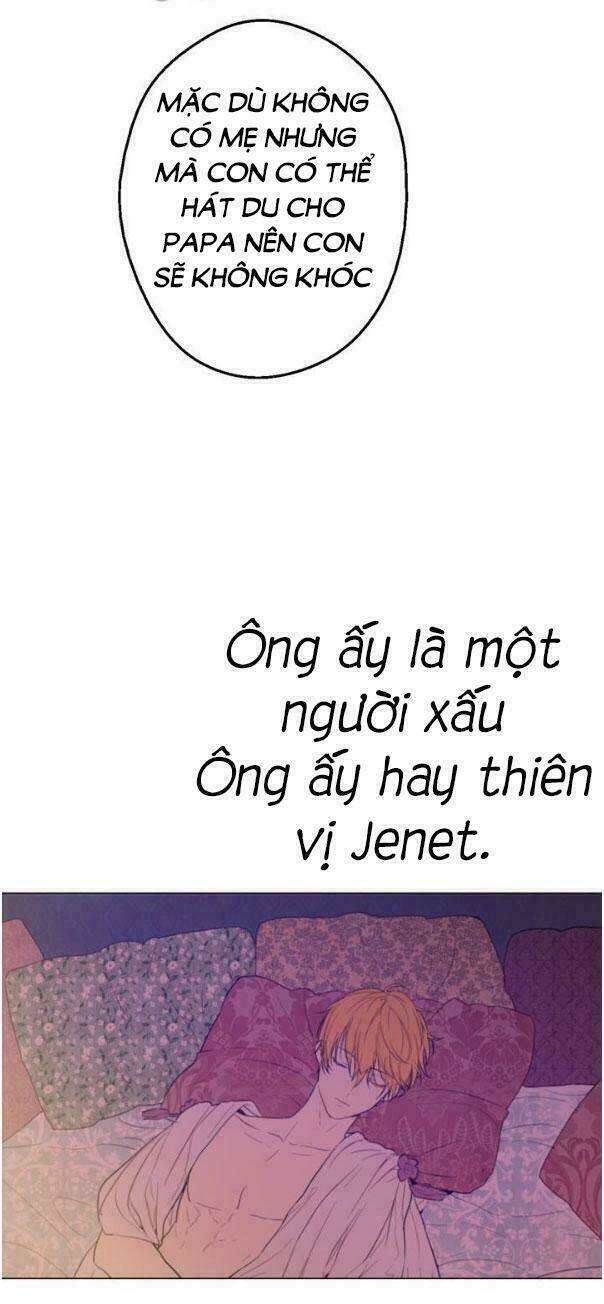 MẶC DÙ KHÔNG
CÓ MẸ NHƯNG
MÀ CON CÓ THỂ
HÁT DU CHO
PAPA NÊN CON
SẼ KHÔNG KHÓC
Ông ấy là một
người xấu
Ông ấy hay thiên
vị Jenet.